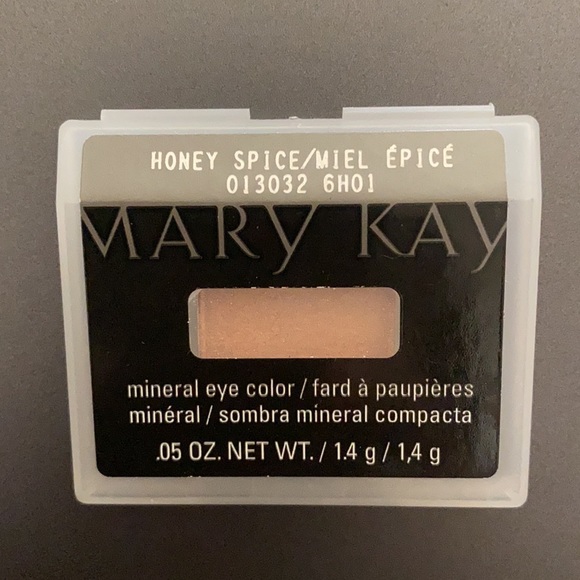 HONEY SPICE/MIEL ÉPICÉ
013032 6H01
MARY KAY
mineral eye color / fard à paupières
minéral / sombra mineral compacta
.05 OZ. NET WT. / 1.4 g / 1,4 g